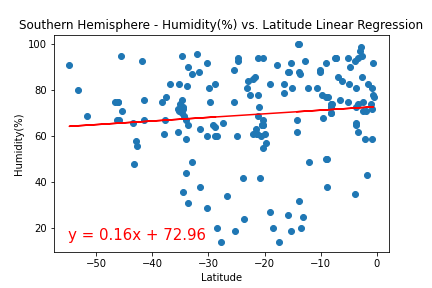 Southern Hemisphere - Humidity(%) vs. Latitude Linear Regression
100
80
60
40
20
Humidity(%)
y = 0.16x + 72.96
−50
−40
−30
−20
−10
0
Latitude